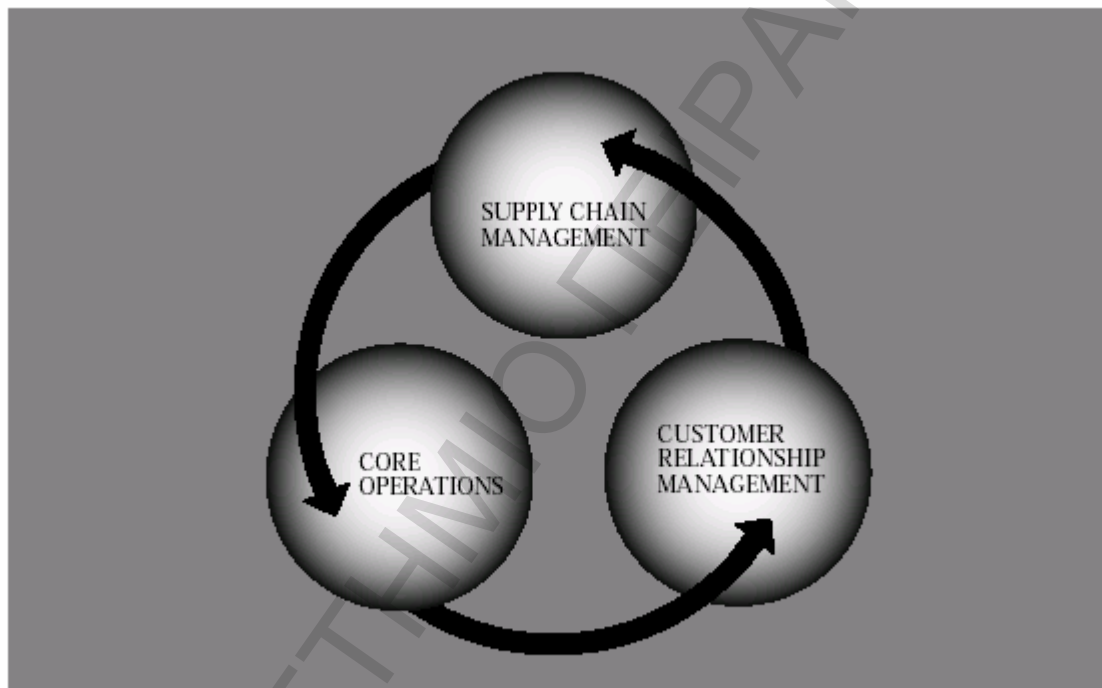 SUPPLY CHAIN
MANAGEMENT
CORE
OPERATIONS
CUSTOMER
RELATIONSHIP
MANAGEMENT